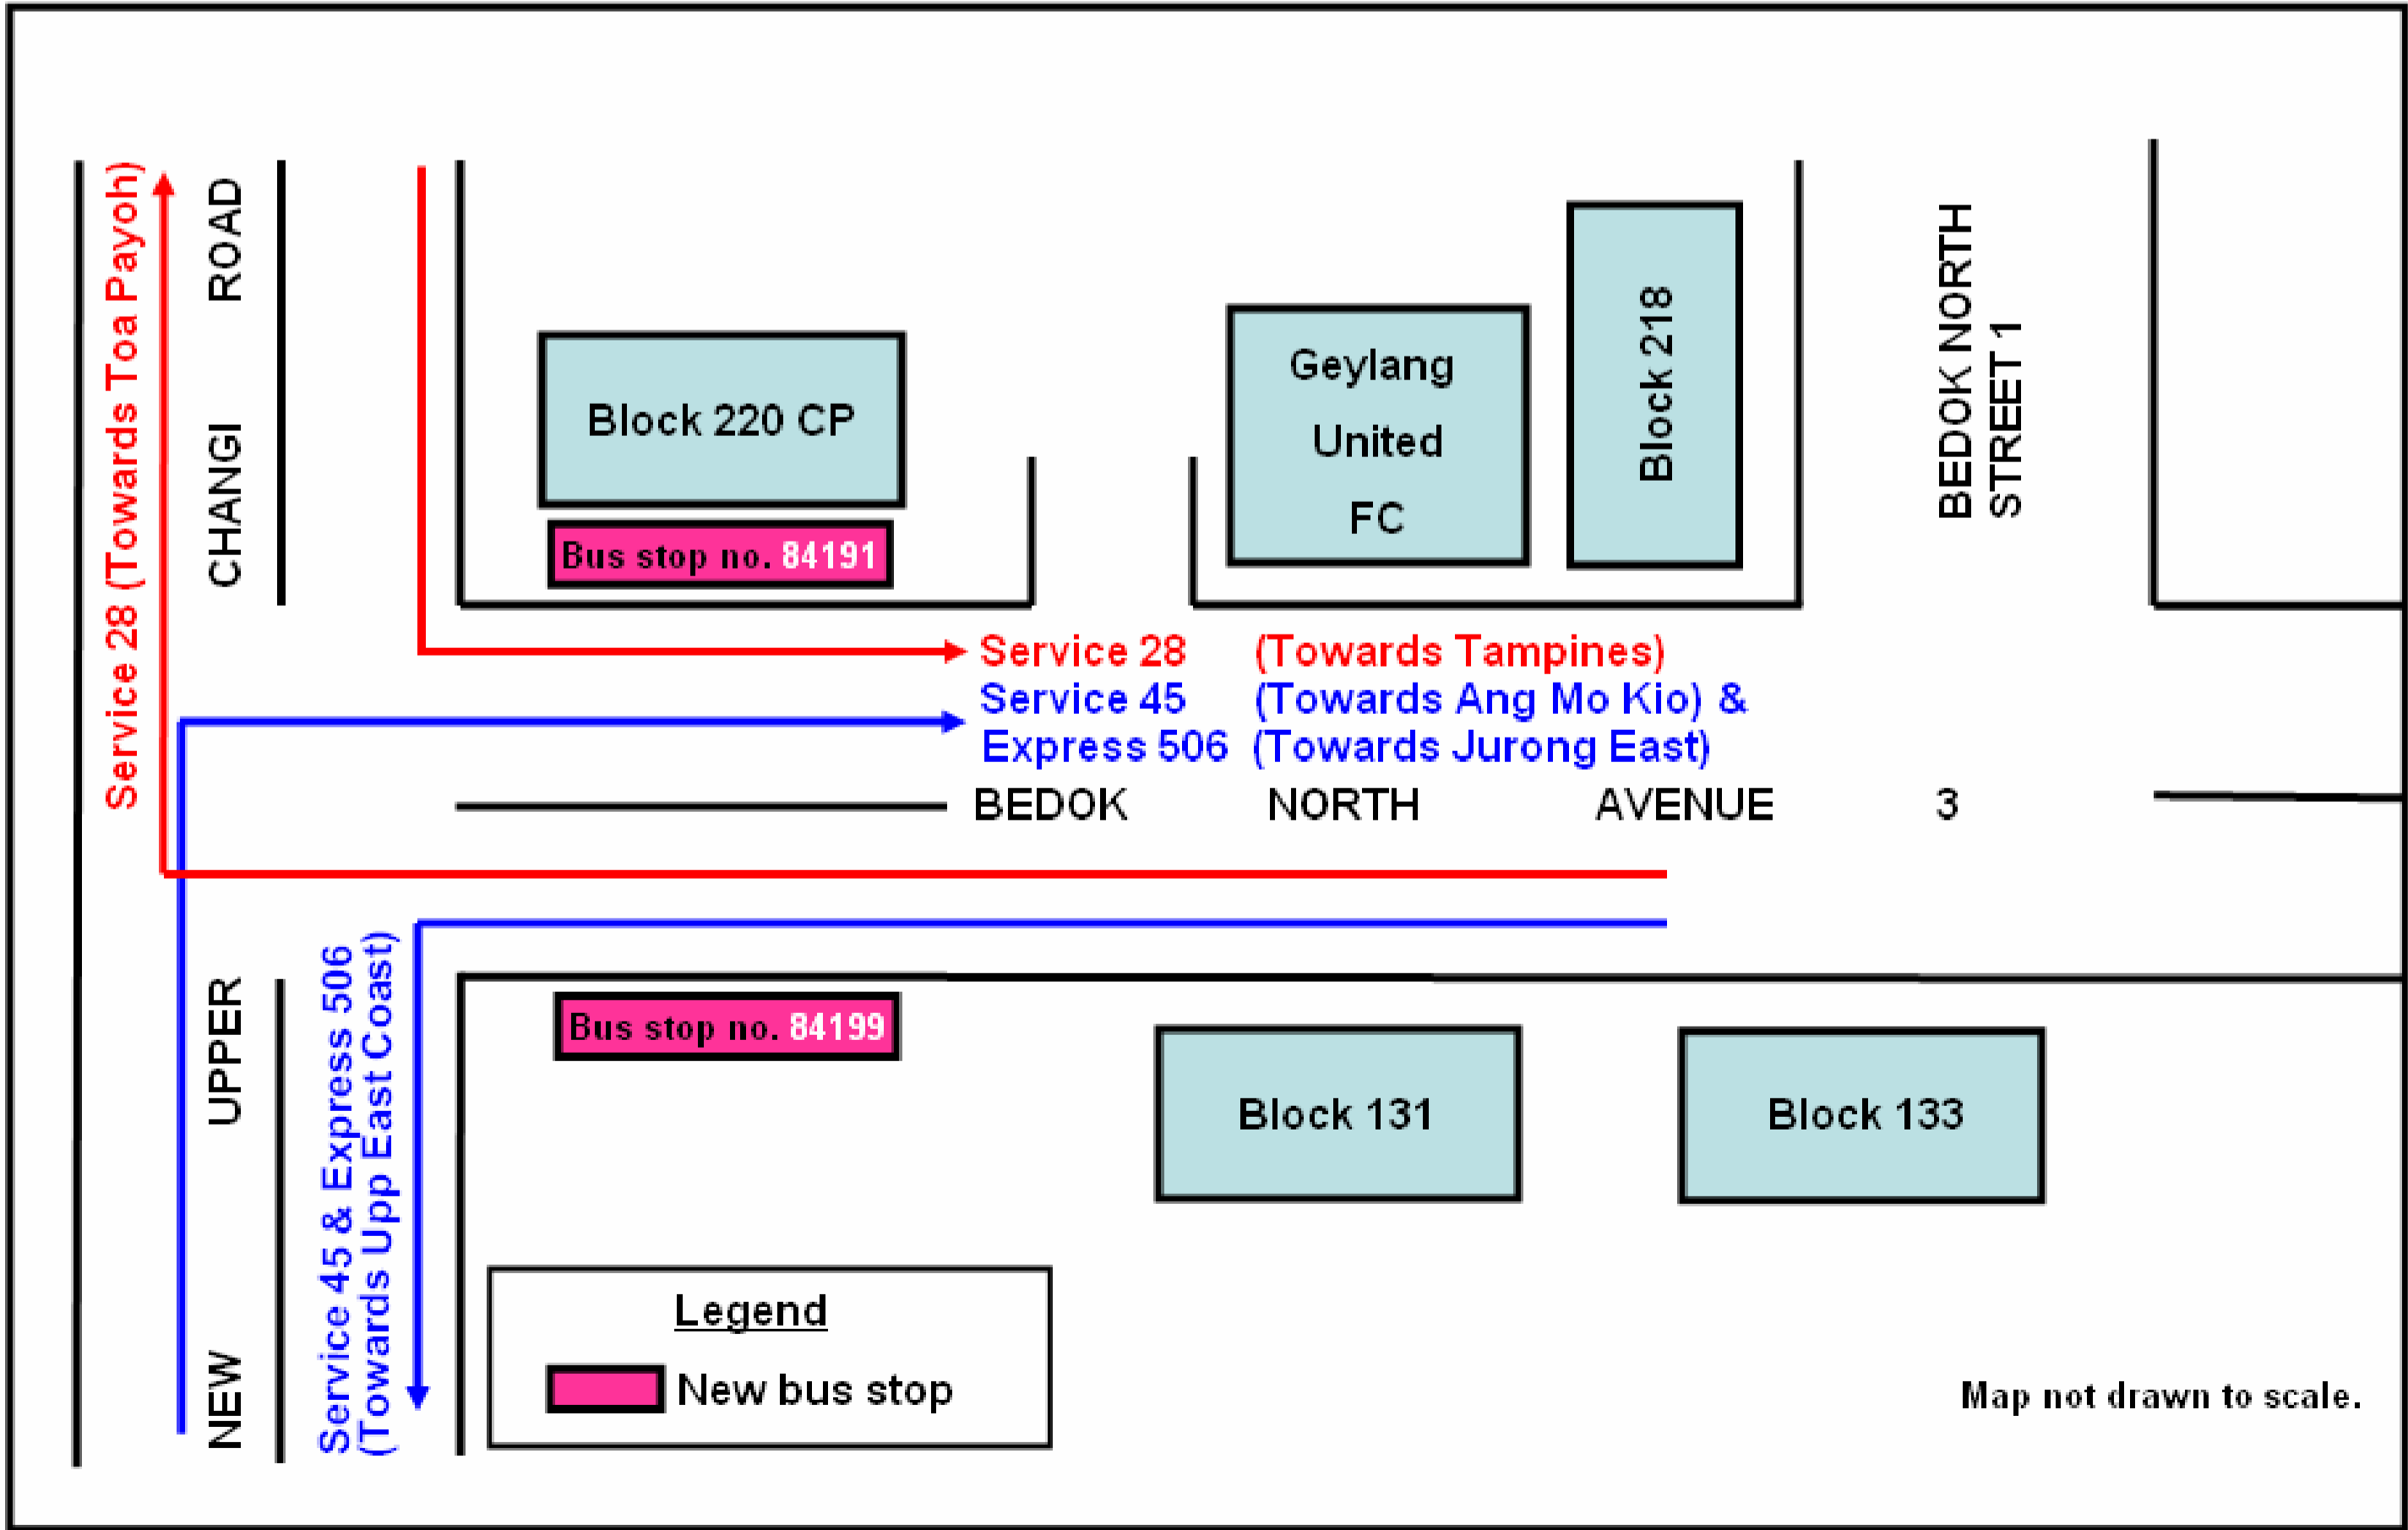 Service 28 (Towards Toa Payoh)
NEW UPPER CHANGI ROAD
Block 220 CP
Bus stop no. 84191
Geylang
United
FC
Block 218
BEDOK NORTH
STREET 1
Service 28 (Towards Tampines)
Service 45 (Towards Ang Mo Kio) &
Express 506 (Towards Jurong East)
BEDOK NORTH AVENUE 3
Service 45 & Express 506
(Towards Upp East Coast)
Bus stop no. 84199
Block 131
Block 133
Legend
New bus stop
Map not drawn to scale.